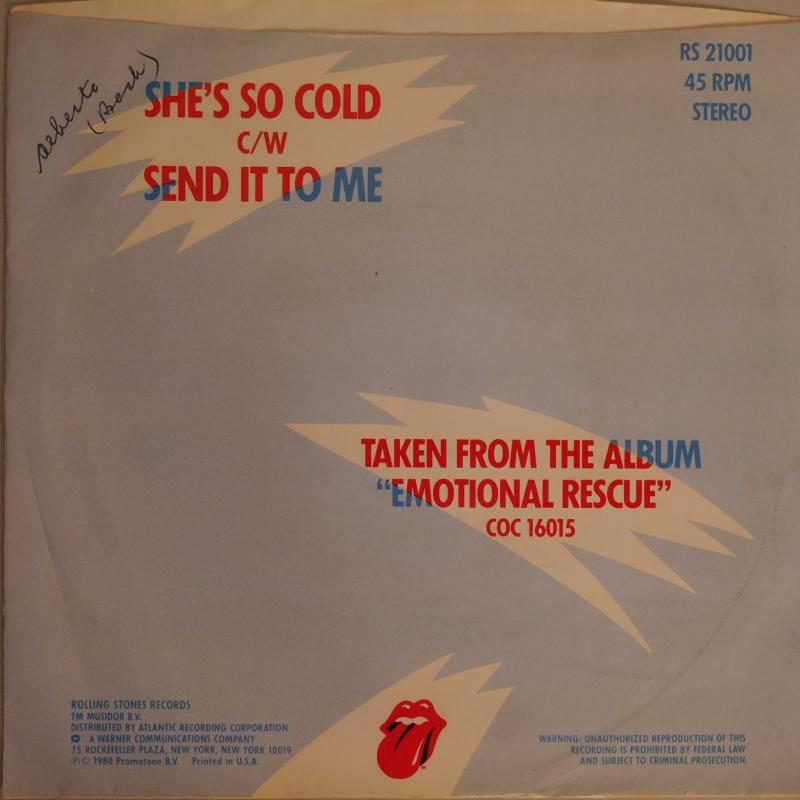 RS 21001
45 RPM
STEREO
SHE'S SO COLD
C/W
SEND IT TO ME
TAKEN FROM THE ALBUM
“EMOTIONAL RESCUE”
COC 16015
ROLLING STONES RECORDS
TM MUSIDOR B.V.
DISTRIBUTED BY ATLANTIC RECORDING CORPORATION
A WARNER COMMUNICATIONS COMPANY
75 ROCKEFELLER PLAZA, NEW YORK, NEW YORK 10019
℗ © 1980 Promotone B.V. Printed in U.S.A.
WARNING: UNAUTHORIZED REPRODUCTION OF THIS
RECORDING IS PROHIBITED BY FEDERAL LAW
AND SUBJECT TO CRIMINAL PROSECUTION.
TM